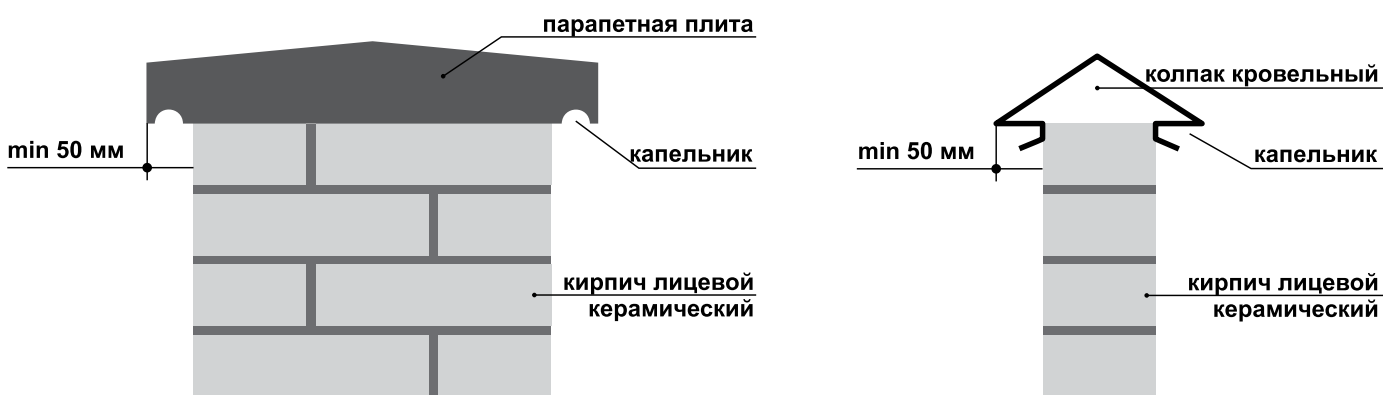 парапетная плита
min 50 мм
капельник
кирпич лицевой
керамический
колпак кровельный
min 50 мм
капельник
кирпич лицевой
керамический